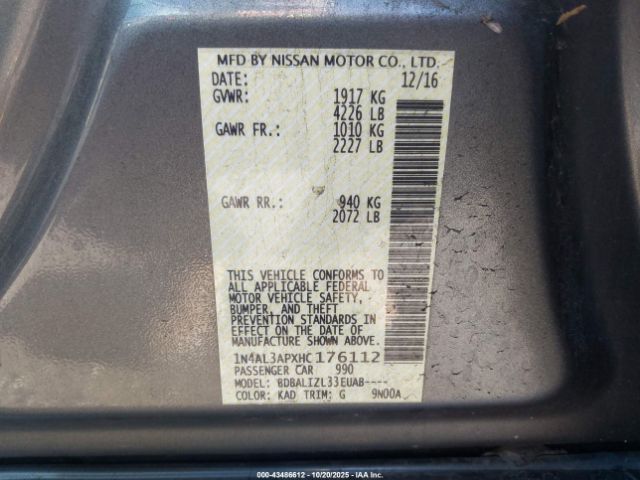 MFD BY NISSAN MOTOR CO., LTD.
DATE: 12/16
GVWR: 1917 KG
4226 LB
GAWR FR.: 1010 KG
2227 LB
GAWR RR.: 940 KG
2072 LB
THIS VEHICLE CONFORMS TO
ALL APPLICABLE FEDERAL
MOTOR VEHICLE SAFETY,
BUMPER, AND THEFT
PREVENTION STANDARDS IN
EFFECT ON THE DATE OF
MANUFACTURE SHOWN ABOVE.
1N4AL3APXHC176112
PASSENGER CAR 990
MODEL: BDBALIZL33EUAB----
COLOR: KAD TRIM: G 9N00A
00-43486612 - 10/20/2025 - IAA Inc.